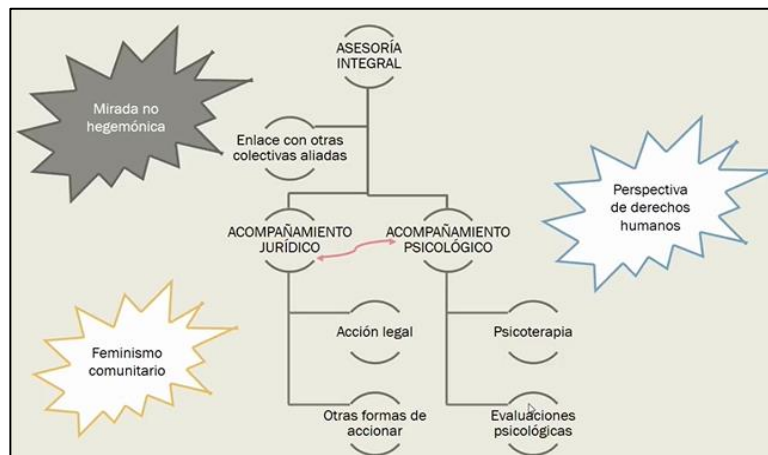 ASESORÍA
INTEGRAL
Mirada no
hegemónica
Enlace con otras
colectivas aliadas
Perspectiva
de derechos
humanos
ACOMPAÑAMIENTO
JURÍDICO
ACOMPAÑAMIENTO
PSICOLÓGICO
Acción legal
Psicoterapia
Feminismo
comunitario
Otras formas de
accionar
Evaluaciones
psicológicas